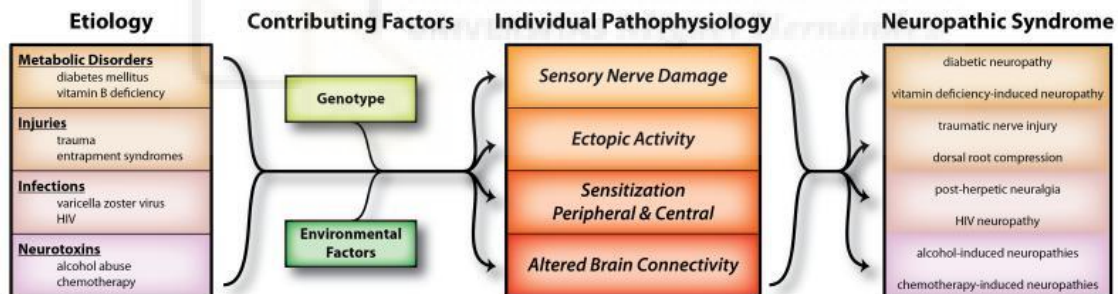 Etiology
Contributing Factors
Individual Pathophysiology
Neuropathic Syndrome
Metabolic Disorders
diabetes mellitus
vitamin B deficiency
Injuries
trauma
entrapment syndromes
Infections
varicella zoster virus
HIV
Neurotoxins
alcohol abuse
chemotherapy
Genotype
Environmental
Factors
Sensory Nerve Damage
Ectopic Activity
Sensitization
Peripheral & Central
Altered Brain Connectivity
diabetic neuropathy
vitamin deficiency-induced neuropathy
traumatic nerve injury
dorsal root compression
post-herpetic neuralgia
HIV neuropathy
alcohol-induced neuropathies
chemotherapy-induced neuropathies